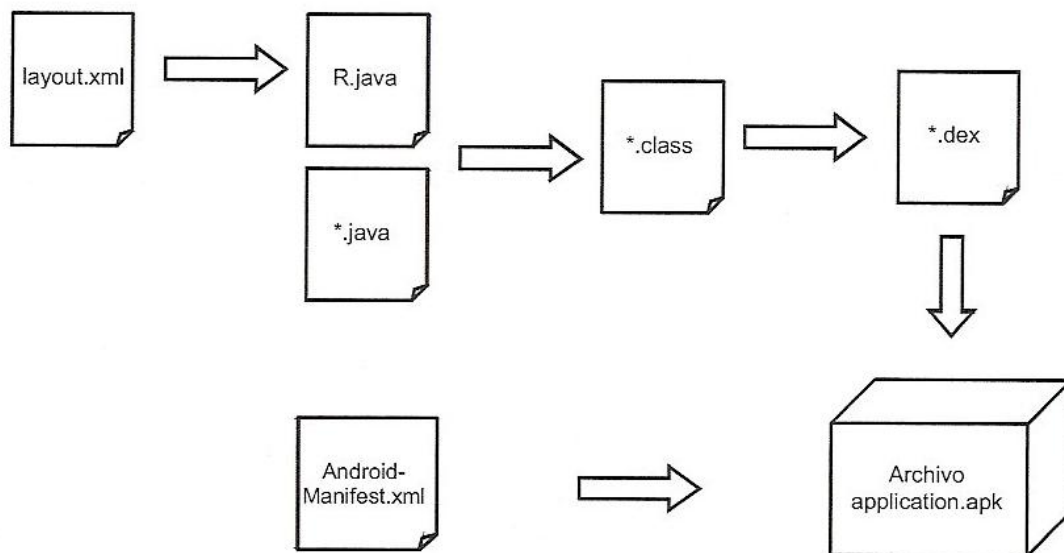 layout.xml
R.java
*.java
*.class
*.dex
Android-
Manifest.xml
Archivo
application.apk